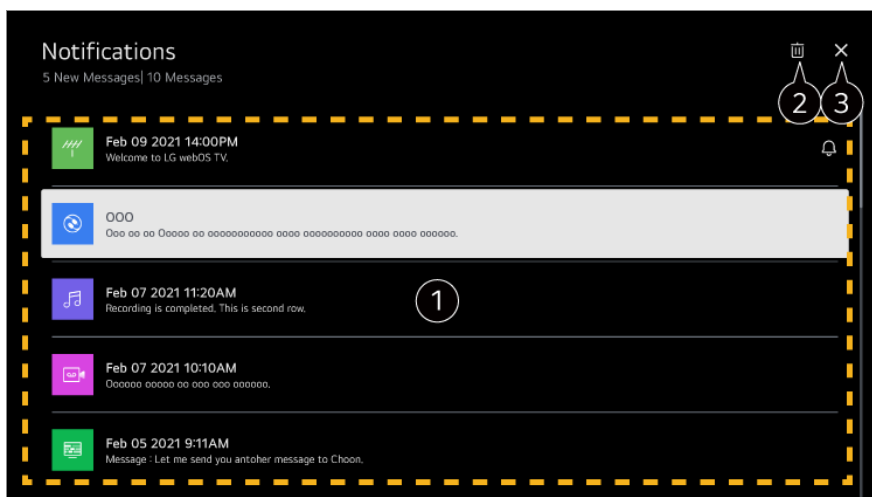 Notifications
5 New Messages| 10 Messages
2
3
Feb 09 2021 14:00PM
Welcome to LG webOS TV.
OOO
Ooo oo oo Ooooo oo ooooooooooo oooo oooooooooo oooo oooo oooooo.
Feb 07 2021 11:20AM
Recording is completed. This is second row.
1
Feb 07 2021 10:10AM
Oooooo ooooo oo ooo ooo oooooo.
Feb 05 2021 9:11AM
Message : Let me send you antoher message to Choon.